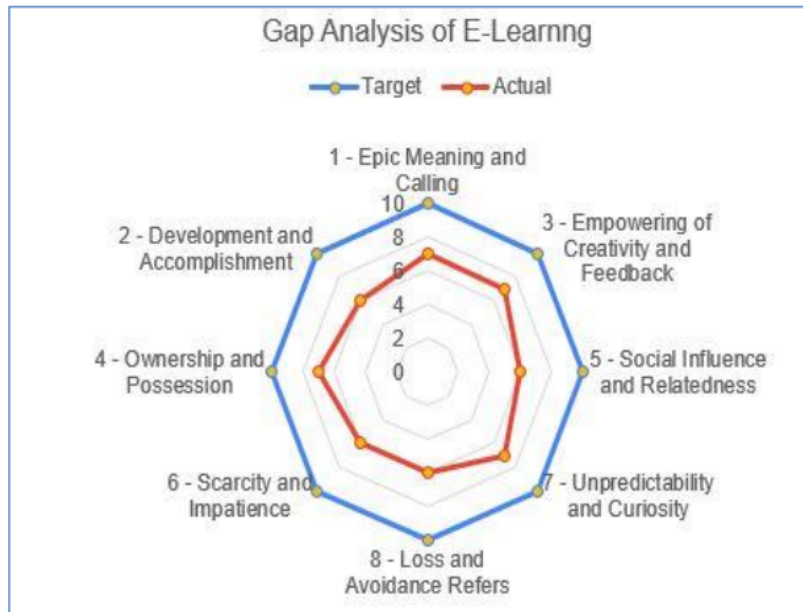 Gap Analysis of E-Learnng
Target
Actual
1 - Epic Meaning and
Calling
10
8
6
4
2
0
3 - Empowering of
Creativity and
Feedback
5 - Social Influence
and Relatedness
7 - Unpredictability
and Curiosity
8 - Loss and
Avoidance Refers
6 - Scarcity and
Impatience
4 - Ownership and
Possession
2 - Development and
Accomplishment